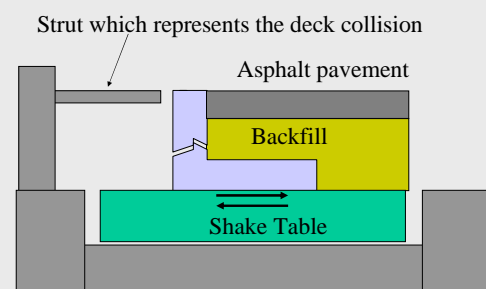 Strut which represents the deck collision
Asphalt pavement
Backfill
Shake Table